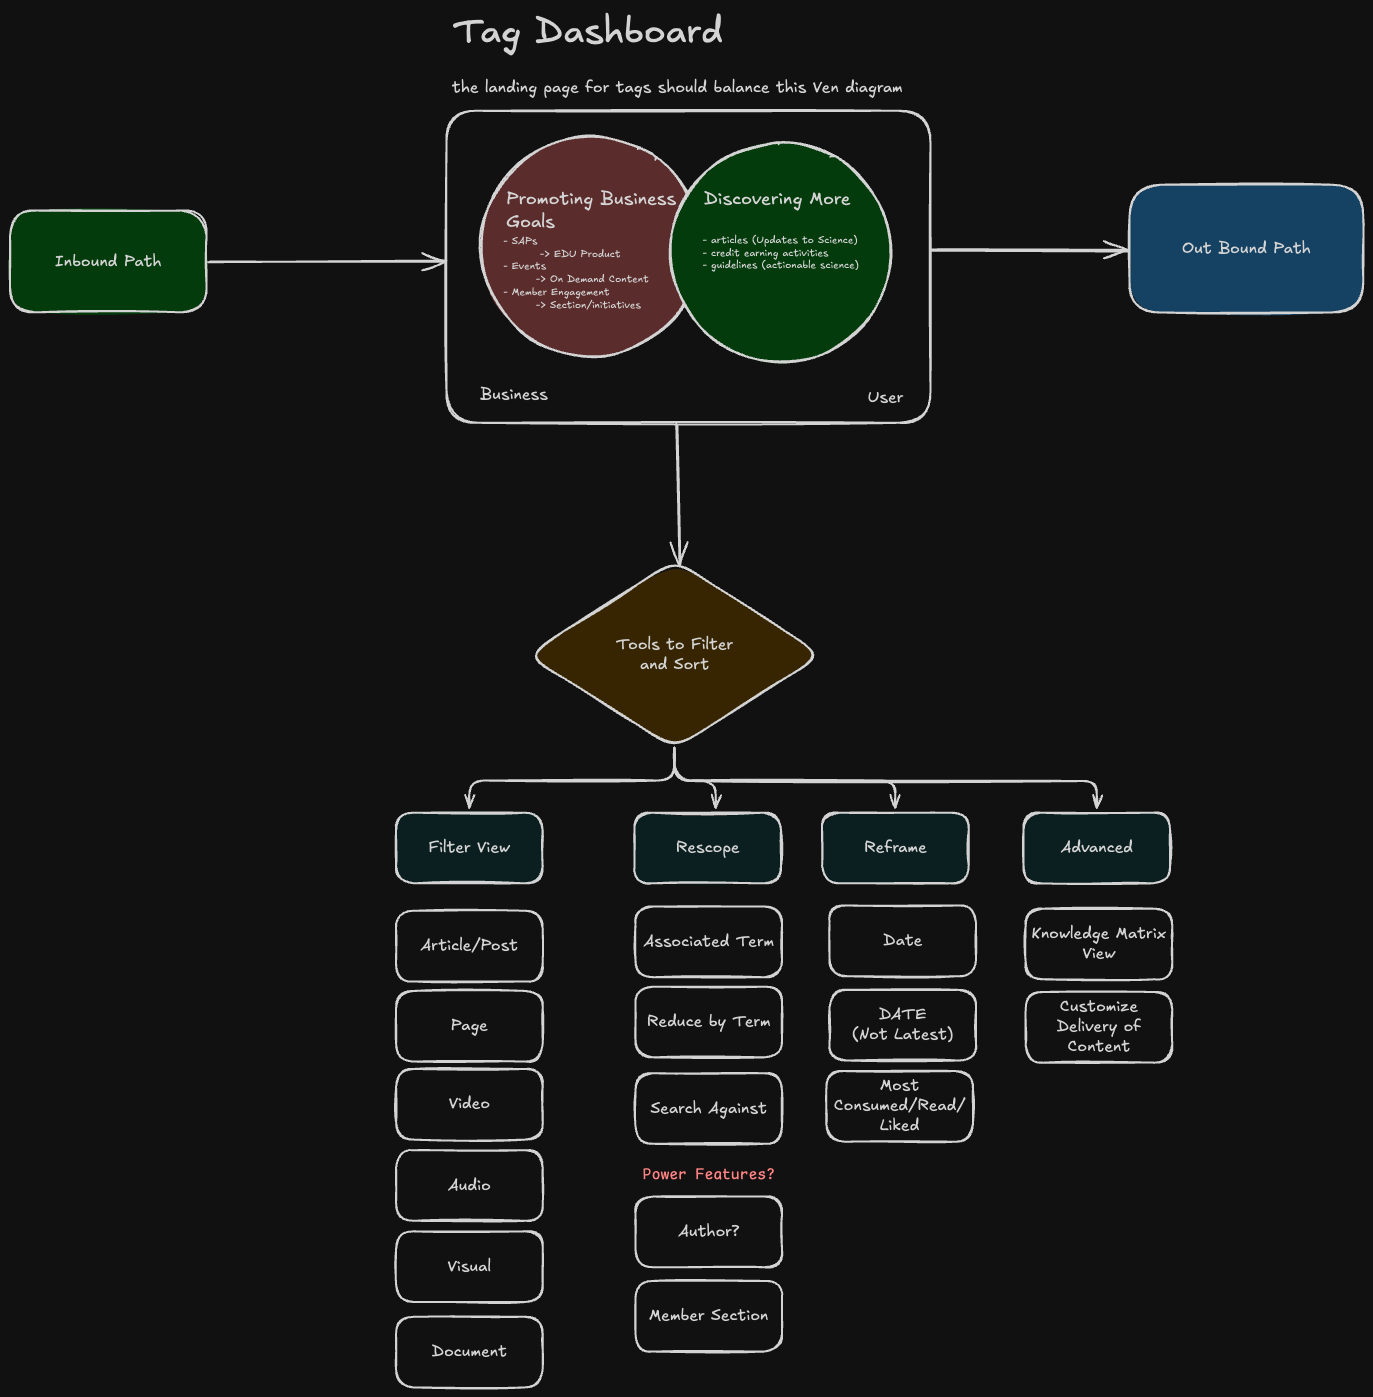 Tag Dashboard
the landing page for tags should balance this Ven diagram
Inbound Path
Promoting Business
Goals
- SAPs
-> EDU Product
- Events
-> On Demand Content
- Member Engagement
-> Section/initiatives
Discovering More
- articles (Updates to Science)
- credit earning activities
- guidelines (actionable science)
Business
User
Out Bound Path
Tools to Filter
and Sort
Filter View
Article/Post
Page
Video
Audio
Visual
Document
Rescope
Associated Term
Reduce by Term
Search Against
Power Features?
Author?
Member Section
Reframe
Date
DATE
(Not Latest)
Most
Consumed/Read/
Liked
Advanced
Knowledge Matrix
View
Customize
Delivery of
Content